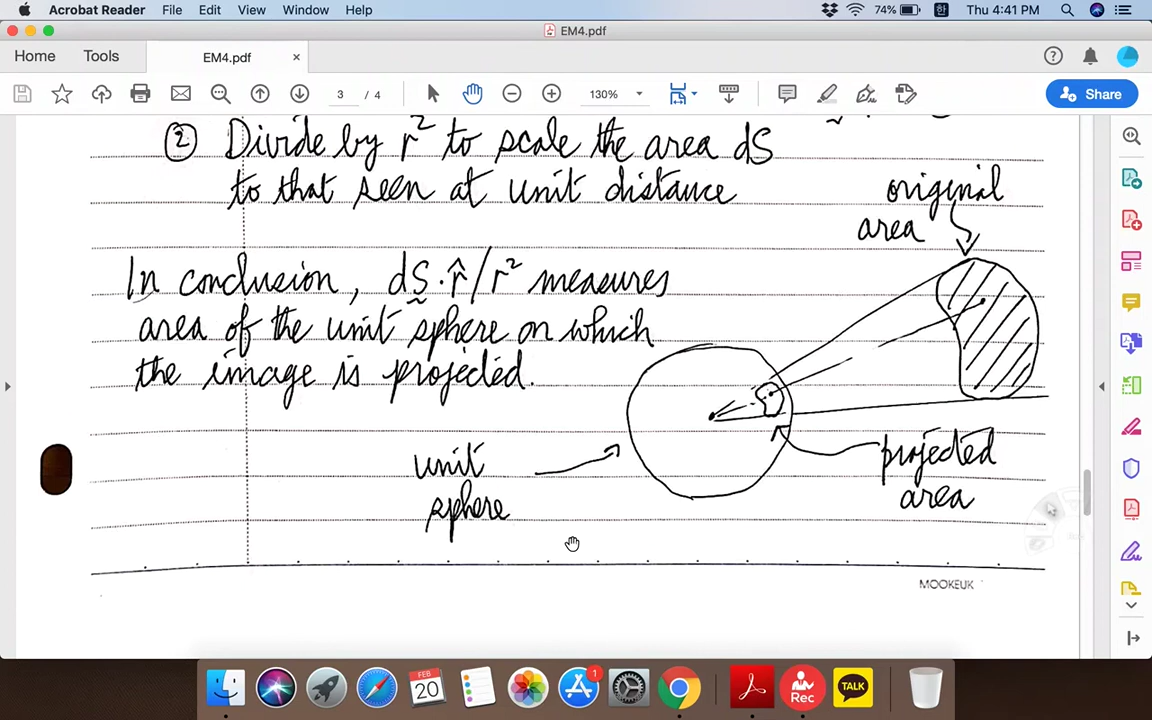 Acrobat Reader File Edit View Window Help 74% 한 Thu 4:41 PM
EM4.pdf
Home Tools EM4.pdf ×
3 / 4 130% Share
② Divide by r² to scale the area dS
to that seen at unit distance
original
area
In conclusion, dS·r̂/r² measures
area of the unit sphere on which
the image is projected.
unit
sphere
projected
area
MOOKEUK
FEB
20
1
Rec
TALK